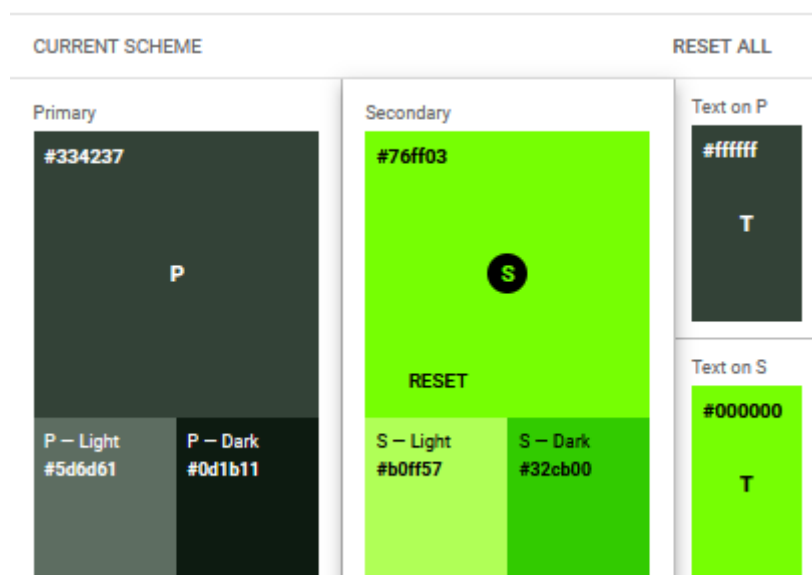 CURRENT SCHEME
RESET ALL
Primary
#334237
P
P — Light
#5d6d61
P — Dark
#0d1b11
Secondary
#76ff03
S
RESET
S — Light
#b0ff57
S — Dark
#32cb00
Text on P
#ffffff
T
Text on S
#000000
T